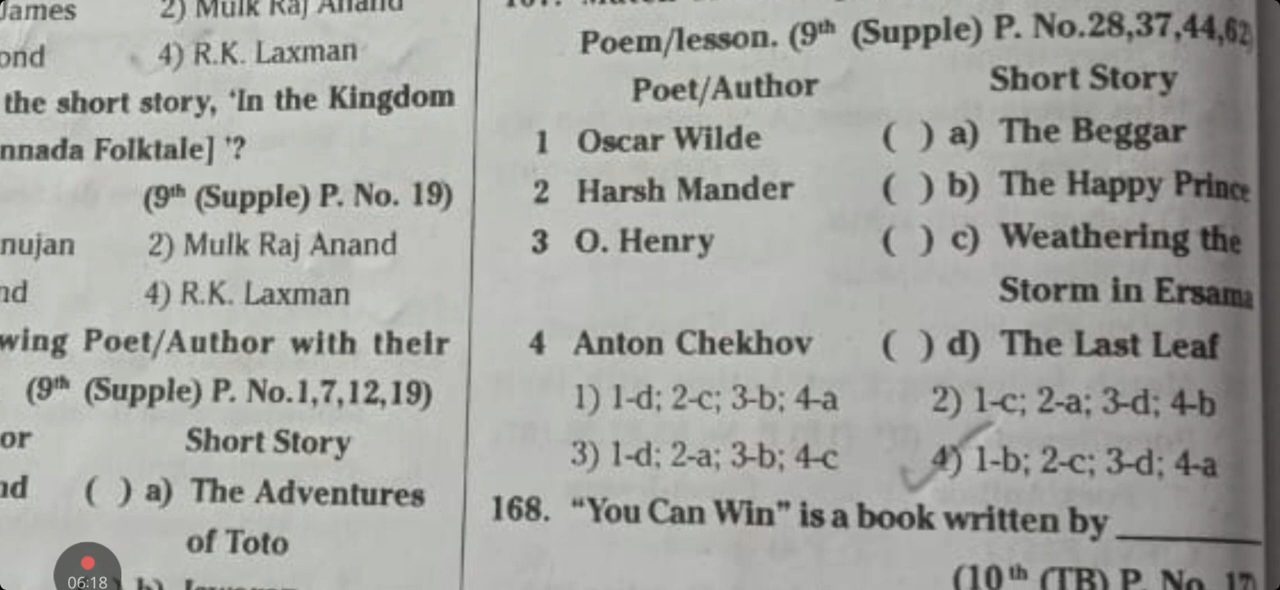 James 2) Mulk Raj Anand
ond 4) R.K. Laxman
the short story, ‘In the Kingdom
nnada Folktale] ’?
(9th (Supple) P. No. 19)
nujan 2) Mulk Raj Anand
nd 4) R.K. Laxman
wing Poet/Author with their
(9th (Supple) P. No.1,7,12,19)
or Short Story
nd ( ) a) The Adventures
of Toto
Poem/lesson. (9th (Supple) P. No.28,37,44,62
Poet/Author Short Story
1 Oscar Wilde ( ) a) The Beggar
2 Harsh Mander ( ) b) The Happy Prince
3 O. Henry ( ) c) Weathering the
Storm in Ersama
4 Anton Chekhov ( ) d) The Last Leaf
1) 1-d; 2-c; 3-b; 4-a 2) 1-c; 2-a; 3-d; 4-b
3) 1-d; 2-a; 3-b; 4-c 4) 1-b; 2-c; 3-d; 4-a
168. “You Can Win” is a book written by ______
(10th (TB) P. No. 17)
06:18